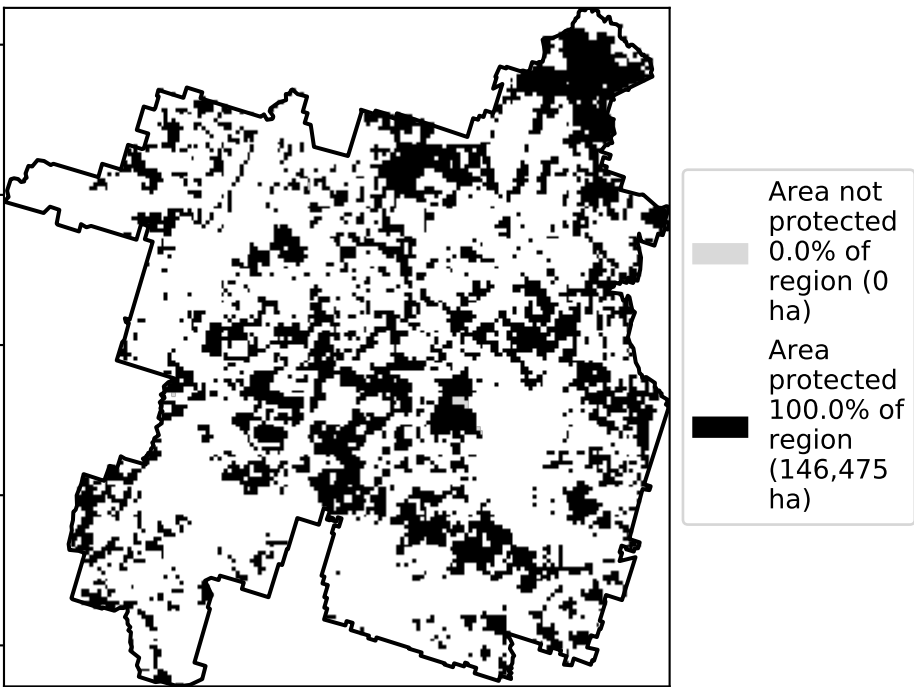 Area not
protected
0.0% of
region (0
ha)
Area
protected
100.0% of
region
(146,475
ha)